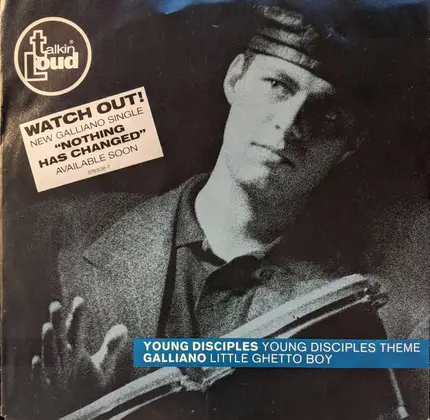 talkin
Loud
WATCH OUT!
NEW GALLIANO SINGLE
"NOTHING
HAS CHANGED"
AVAILABLE SOON
YOUNG DISCIPLES YOUNG DISCIPLES THEME
GALLIANO LITTLE GHETTO BOY